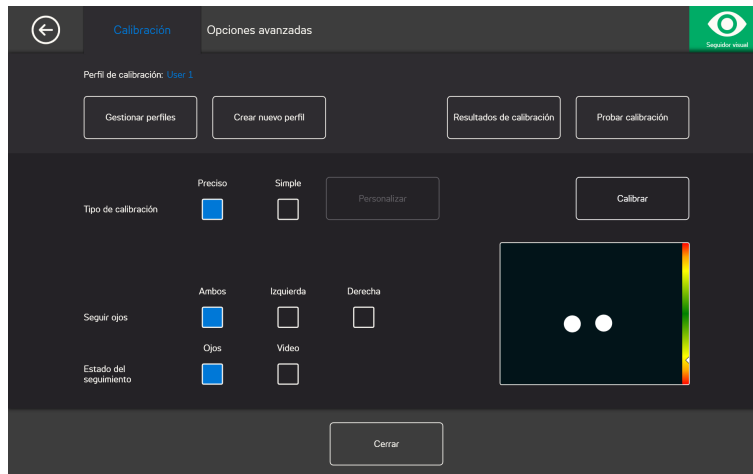 Calibración
Opciones avanzadas
Seguidor visual
Perfil de calibración: User 1
Gestionar perfiles
Crear nuevo perfil
Resultados de calibración
Probar calibración
Preciso
Simple
Tipo de calibración
Personalizar
Calibrar
Ambos
Izquierda
Derecha
Seguir ojos
Ojos
Video
Estado del
seguimiento
Cerrar